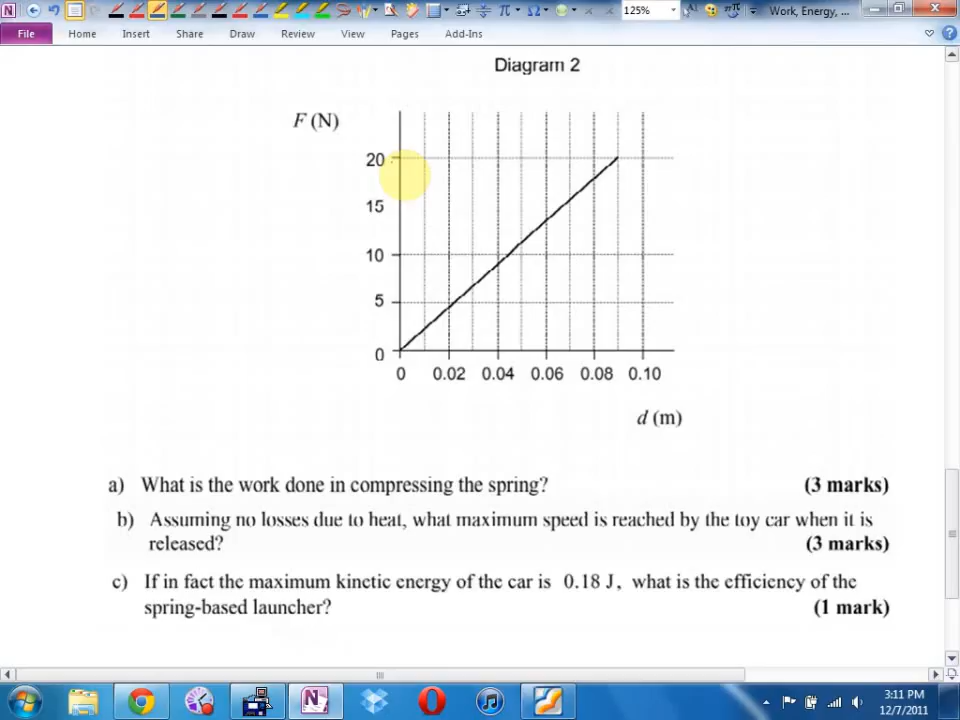 125%
Work, Energy, ...
File
Home
Insert
Share
Draw
Review
View
Pages
Add-Ins
Diagram 2
F (N)
20
15
10
5
0
0 0.02 0.04 0.06 0.08 0.10
d (m)
a) What is the work done in compressing the spring? (3 marks)
b) Assuming no losses due to heat, what maximum speed is reached by the toy car when it is
released? (3 marks)
c) If in fact the maximum kinetic energy of the car is 0.18 J, what is the efficiency of the
spring-based launcher? (1 mark)
3:11 PM
12/7/2011